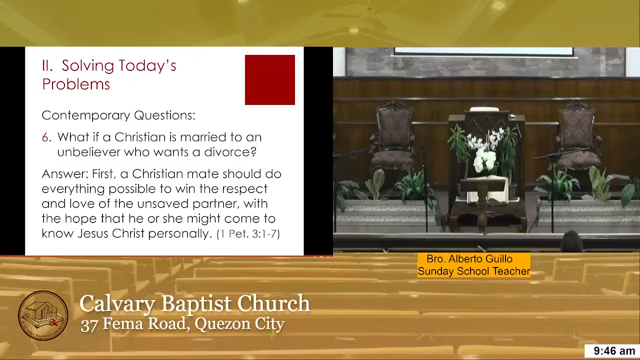 II. Solving Today's
Problems
Contemporary Questions:
6. What if a Christian is married to an
unbeliever who wants a divorce?
Answer: First, a Christian mate should do
everything possible to win the respect
and love of the unsaved partner, with
the hope that he or she might come to
know Jesus Christ personally. (1 Pet. 3:1-7)
Bro. Alberto Guillo
Sunday School Teacher
Calvary Baptist Church
37 Fema Road, Quezon City
9:46 am